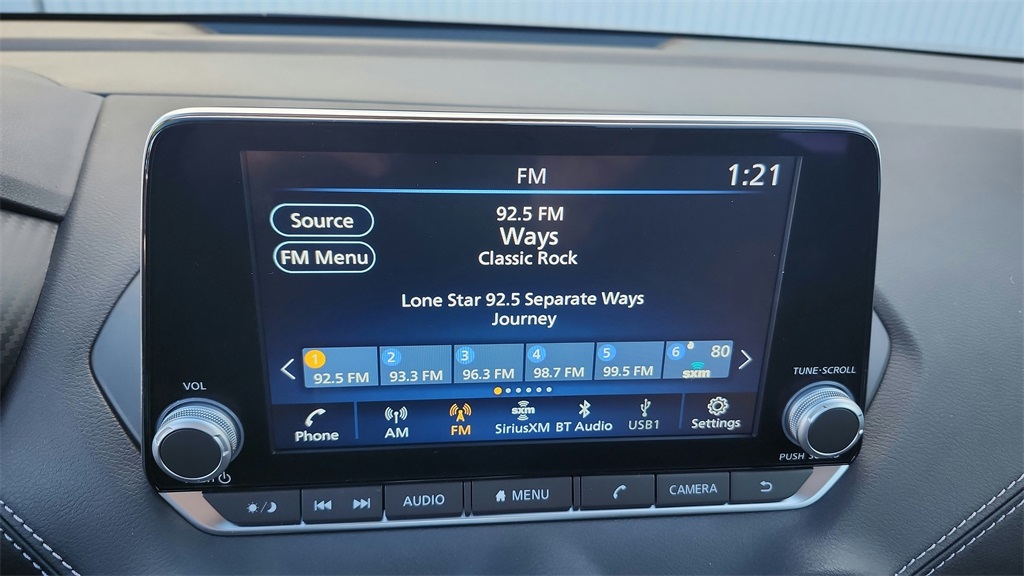 FM
1:21
Source
92.5 FM
Ways
FM Menu
Classic Rock
Lone Star 92.5 Separate Ways
Journey
1 92.5 FM
2 93.3 FM
3 96.3 FM
4 98.7 FM
5 99.5 FM
6 80 sxm
VOL
TUNE·SCROLL
Phone
AM
FM
sxm
SiriusXM
BT Audio
USB1
Settings
PUSH
AUDIO
MENU
CAMERA